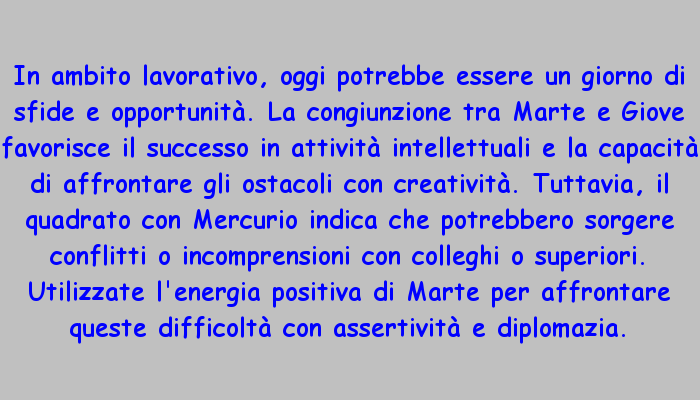 In ambito lavorativo, oggi potrebbe essere un giorno di
sfide e opportunità. La congiunzione tra Marte e Giove
favorisce il successo in attività intellettuali e la capacità
di affrontare gli ostacoli con creatività. Tuttavia, il
quadrato con Mercurio indica che potrebbero sorgere
conflitti o incomprensioni con colleghi o superiori.
Utilizzate l'energia positiva di Marte per affrontare
queste difficoltà con assertività e diplomazia.